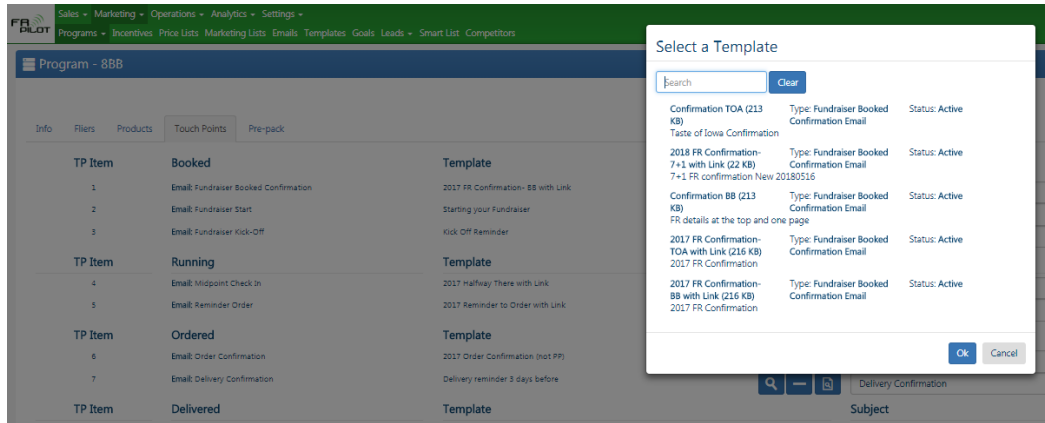 FR PILOT
Sales Marketing Operations Analytics Settings
Programs Incentives Price Lists Marketing Lists Emails Templates Goals Leads Smart List Competitors
Program - 8BB
Info Fliers Products Touch Points Pre-pack
TP Item Booked Template
1 Email: Fundraiser Booked Confirmation 2017 FR Confirmation- BB with Link
2 Email: Fundraiser Start Starting your Fundraiser
3 Email: Fundraiser Kick-Off Kick Off Reminder
TP Item Running Template
4 Email: Midpoint Check In 2017 Halfway There with Link
5 Email: Reminder Order 2017 Reminder to Order with Link
TP Item Ordered Template
6 Email: Order Confirmation 2017 Order Confirmation (not PP)
7 Email: Delivery Confirmation Delivery reminder 3 days before Delivery Confirmation
TP Item Delivered Template Subject
Select a Template
Search Clear
Confirmation TOA (213 Type: Fundraiser Booked Status: Active
KB) Confirmation Email
Taste of Iowa Confirmation
2018 FR Confirmation- Type: Fundraiser Booked Status: Active
7+1 with Link (22 KB) Confirmation Email
7+1 FR confirmation New 20180516
Confirmation BB (213 Type: Fundraiser Booked Status: Active
KB) Confirmation Email
FR details at the top and one page
2017 FR Confirmation- Type: Fundraiser Booked Status: Active
TOA with Link (216 KB) Confirmation Email
2017 FR Confirmation
2017 FR Confirmation- Type: Fundraiser Booked Status: Active
BB with Link (216 KB) Confirmation Email
2017 FR Confirmation
Ok Cancel